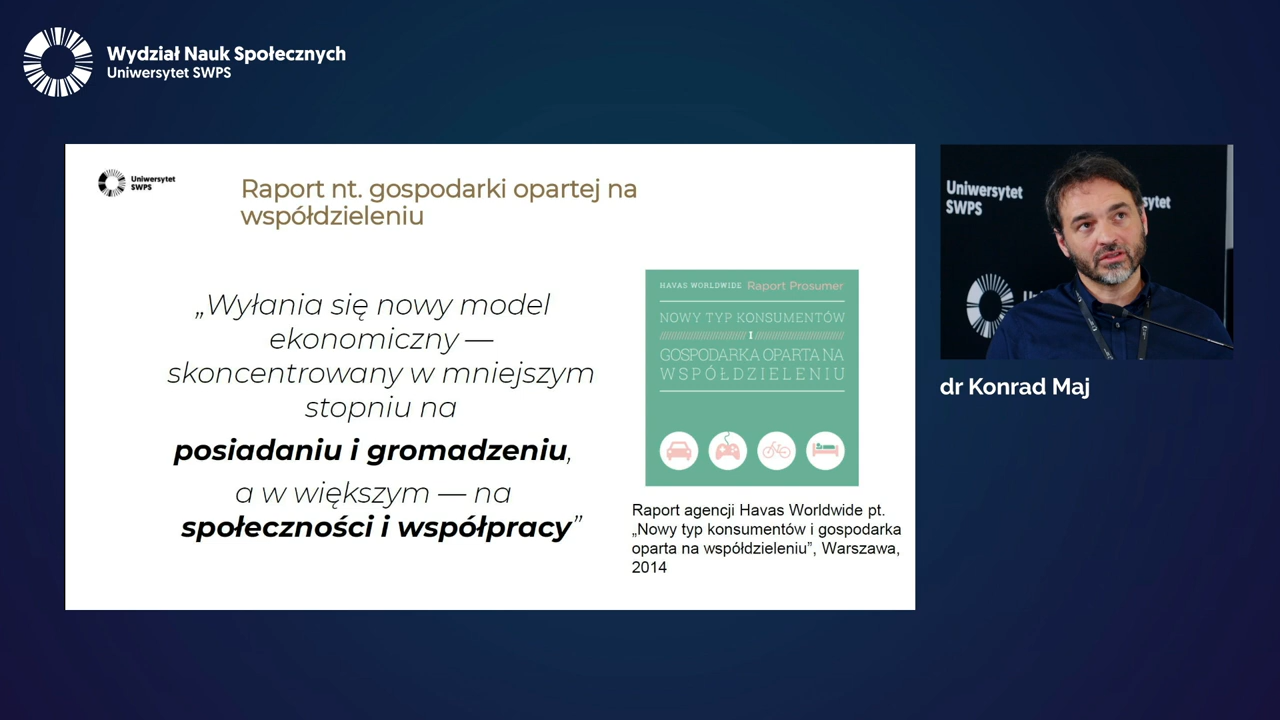 Wydział Nauk Społecznych
Uniwersytet SWPS
Uniwersytet
SWPS
Raport nt. gospodarki opartej na
współdzieleniu
„Wyłania się nowy model
ekonomiczny —
skoncentrowany w mniejszym
stopniu na
posiadaniu i gromadzeniu,
a w większym — na
społeczności i współpracy”
HAVAS WORLDWIDE Raport Prosumer
NOWY TYP KONSUMENTÓW
I
GOSPODARKA OPARTA NA
WSPÓŁDZIELENIU
Raport agencji Havas Worldwide pt.
„Nowy typ konsumentów i gospodarka
oparta na współdzieleniu”, Warszawa,
2014
Uniwersytet
SWPS
dr Konrad Maj